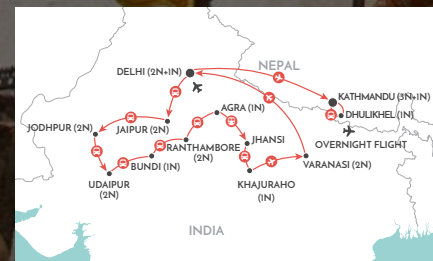 NEPAL
DELHI (2N+1N)
KATHMANDU (3N+1N)
DHULIKHEL (1N)
OVERNIGHT FLIGHT
AGRA (1N)
JODHPUR (2N)
JAIPUR (2N)
JHANSI
RANTHAMBORE
(2N)
VARANASI (2N)
BUNDI (1N)
UDAIPUR
(2N)
KHAJURAHO
(1N)
INDIA